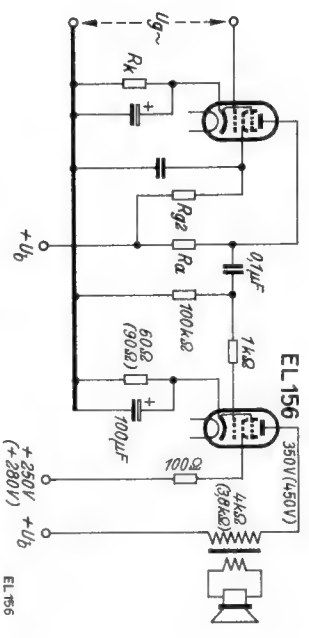 Ug~
Rk
+
Rg2
+Ub
Ra
0,1µF
100kΩ
1kΩ
EL 156
350V(450V)
60Ω
(90Ω)
+
100µF
100Ω
+250V
(+280V)
4kΩ
(3,8kΩ)
+Ub
EL 156